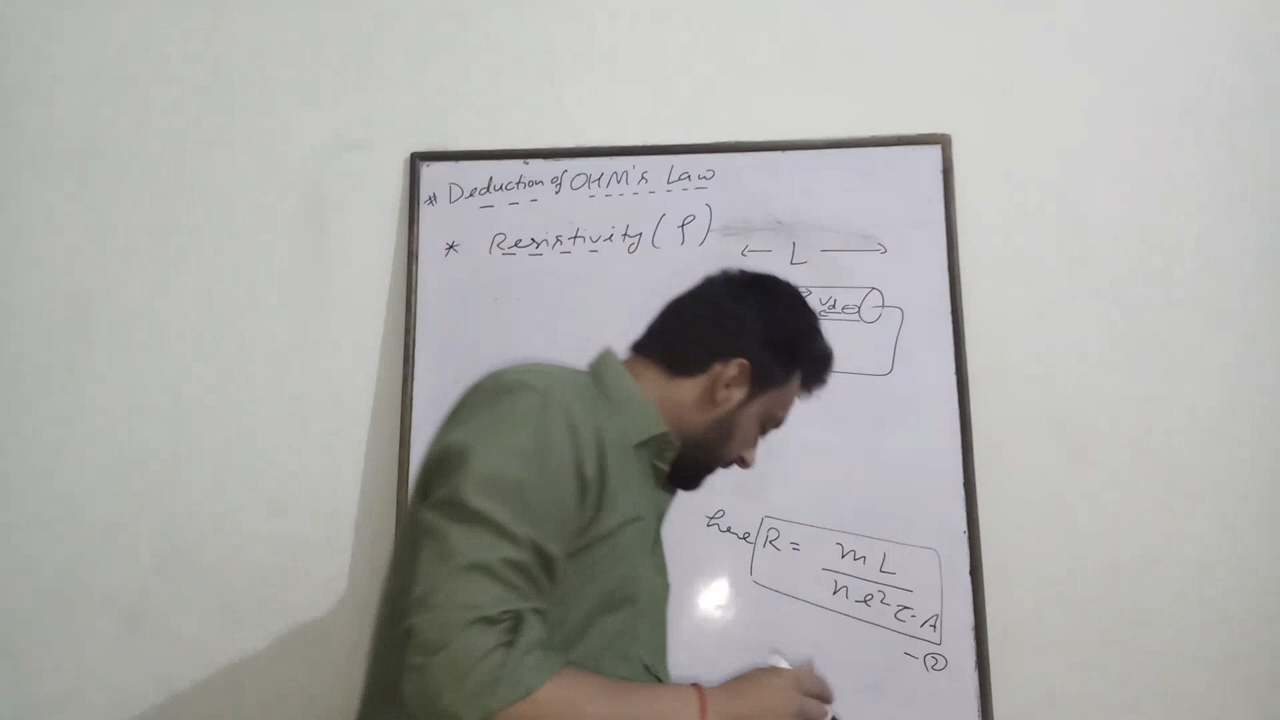 # Deduction of OHM's Law
* Resistivity (ρ)
L
Vd
here R = mL / ne²τ.A
- ②